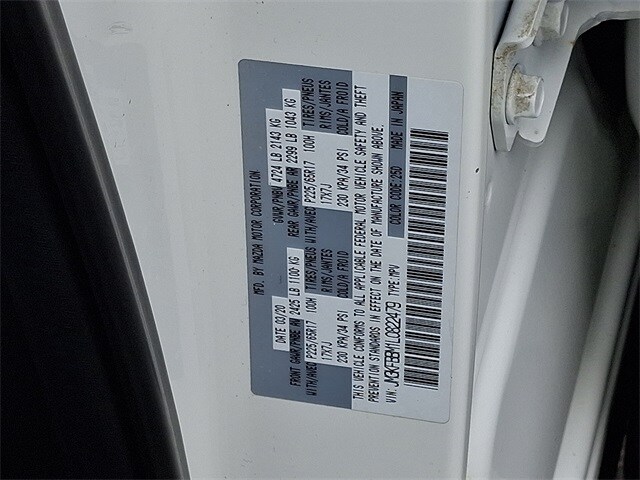 MFD. BY MAZDA MOTOR CORPORATION
DATE 03/20 GVWR/PNBV 4724 LB 2143 KG
FRONT GAWR/PNBE AV 2425 LB 1100 KG REAR GAWR/PNBE AR 2299 LB 1043 KG
WITH/AVEC TIRES/PNEUS WITH/AVEC TIRES/PNEUS
P225/65R17 100H P225/65R17 100H
RIMS/JANTES RIMS/JANTES
17X7J 17X7J
COLD/A FROID COLD/A FROID
230 KPA/34 PSI 230 KPA/34 PSI
THIS VEHICLE CONFORMS TO ALL APPLICABLE FEDERAL MOTOR VEHICLE SAFETY AND THEFT
PREVENTION STANDARDS IN EFFECT ON THE DATE OF MANUFACTURE SHOWN ABOVE.
VIN: TYPE: MPV COLOR CODE: 25D MADE IN JAPAN